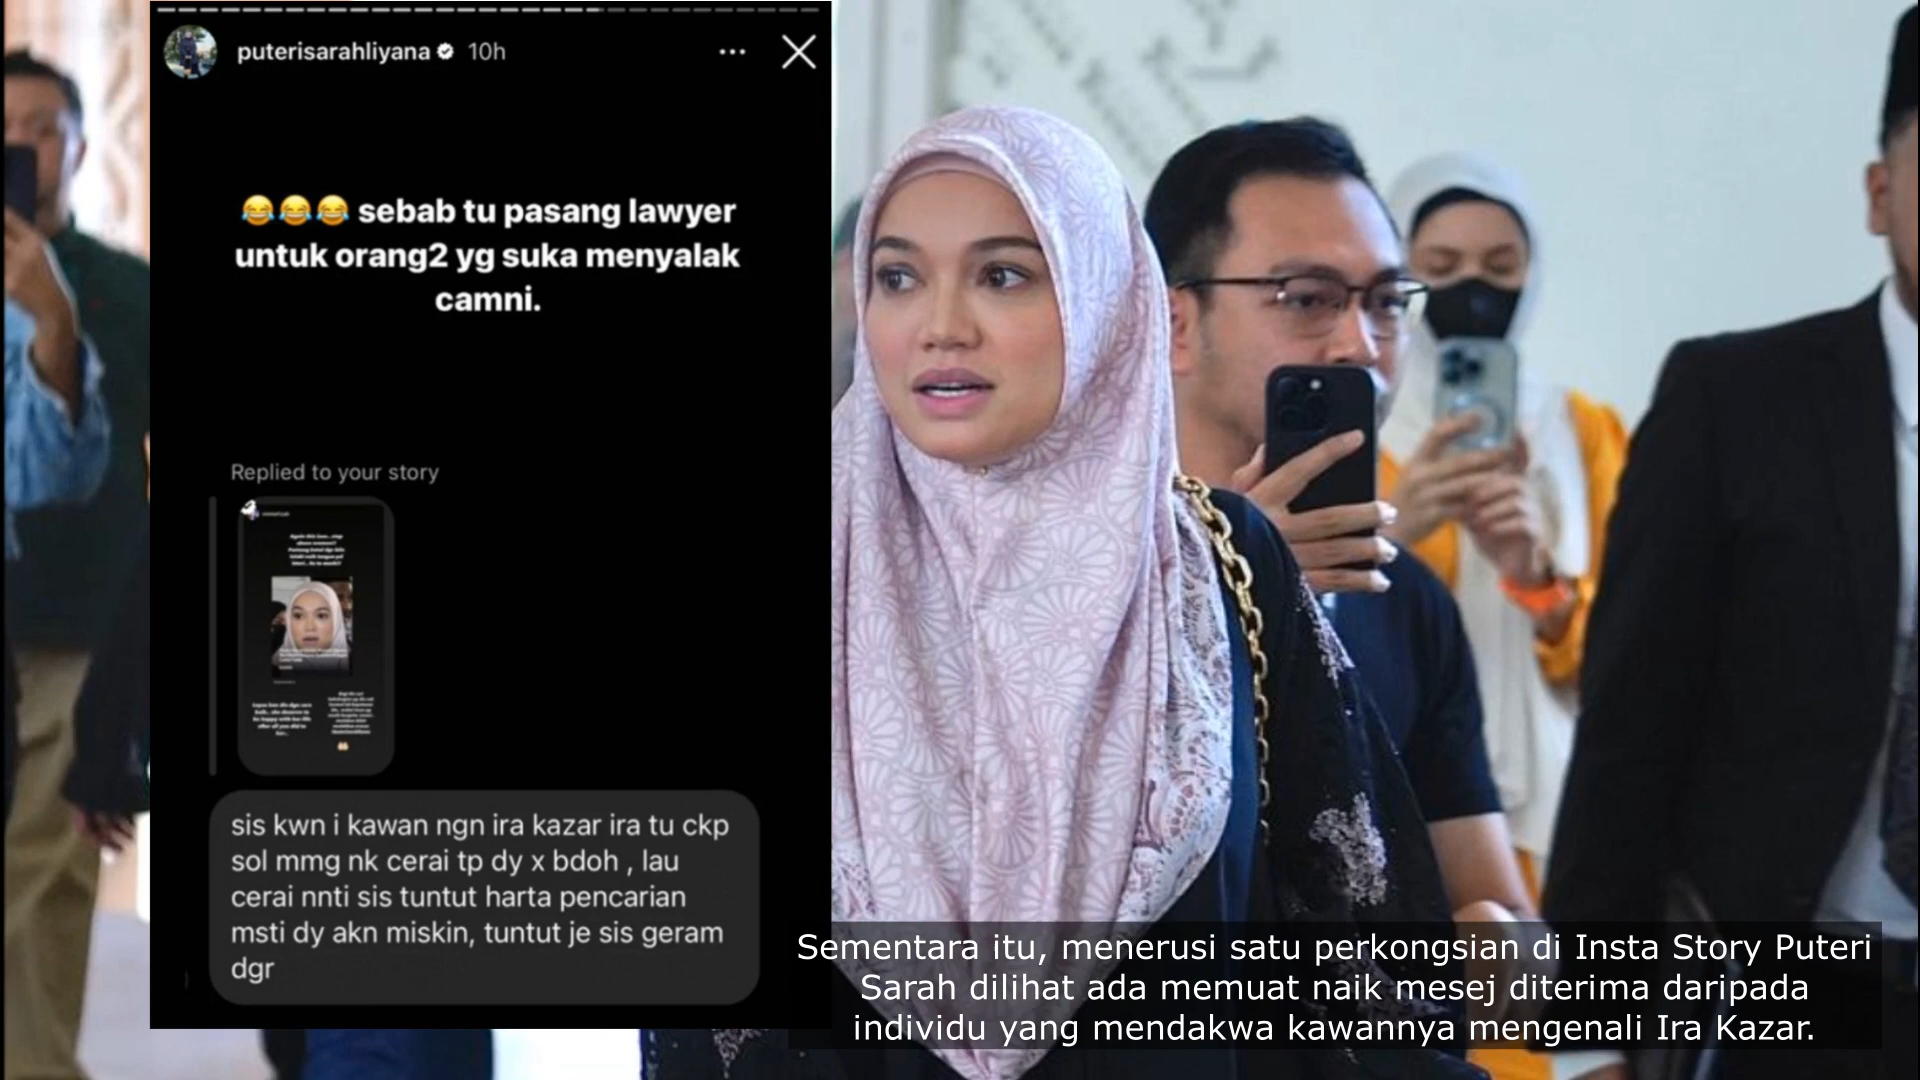 puterisarahliyana 10h
😂😂😂 sebab tu pasang lawyer
untuk orang2 yg suka menyalak
camni.
Replied to your story
sis kwn i kawan ngn ira kazar ira tu ckp
sol mmg nk cerai tp dy x bdoh , lau
cerai nnti sis tuntut harta pencarian
msti dy akn miskin, tuntut je sis geram
dgr
Sementara itu, menerusi satu perkongsian di Insta Story Puteri
Sarah dilihat ada memuat naik mesej diterima daripada
individu yang mendakwa kawannya mengenali Ira Kazar.